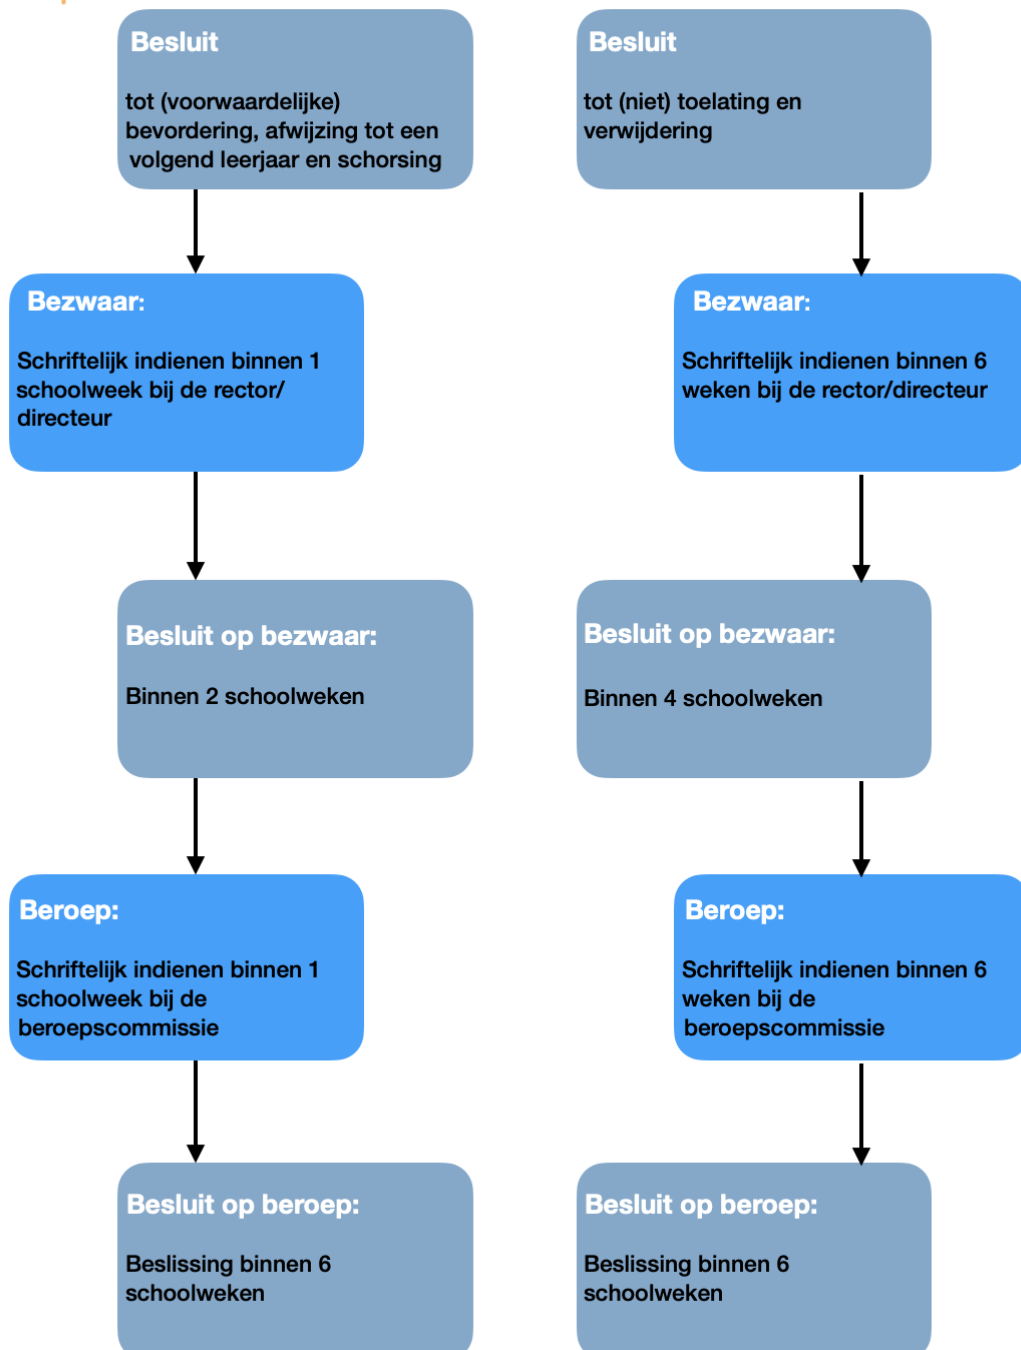 Besluit
tot (voorwaardelijke)
bevordering, afwijzing tot een
volgend leerjaar en schorsing
Bezwaar:
Schriftelijk indienen binnen 1
schoolweek bij de rector/
directeur
Besluit op bezwaar:
Binnen 2 schoolweken
Beroep:
Schriftelijk indienen binnen 1
schoolweek bij de
beroepscommissie
Besluit op beroep:
Beslissing binnen 6
schoolweken
Besluit
tot (niet) toelating en
verwijdering
Bezwaar:
Schriftelijk indienen binnen 6
weken bij de rector/directeur
Besluit op bezwaar:
Binnen 4 schoolweken
Beroep:
Schriftelijk indienen binnen 6
weken bij de
beroepscommissie
Besluit op beroep:
Beslissing binnen 6
schoolweken